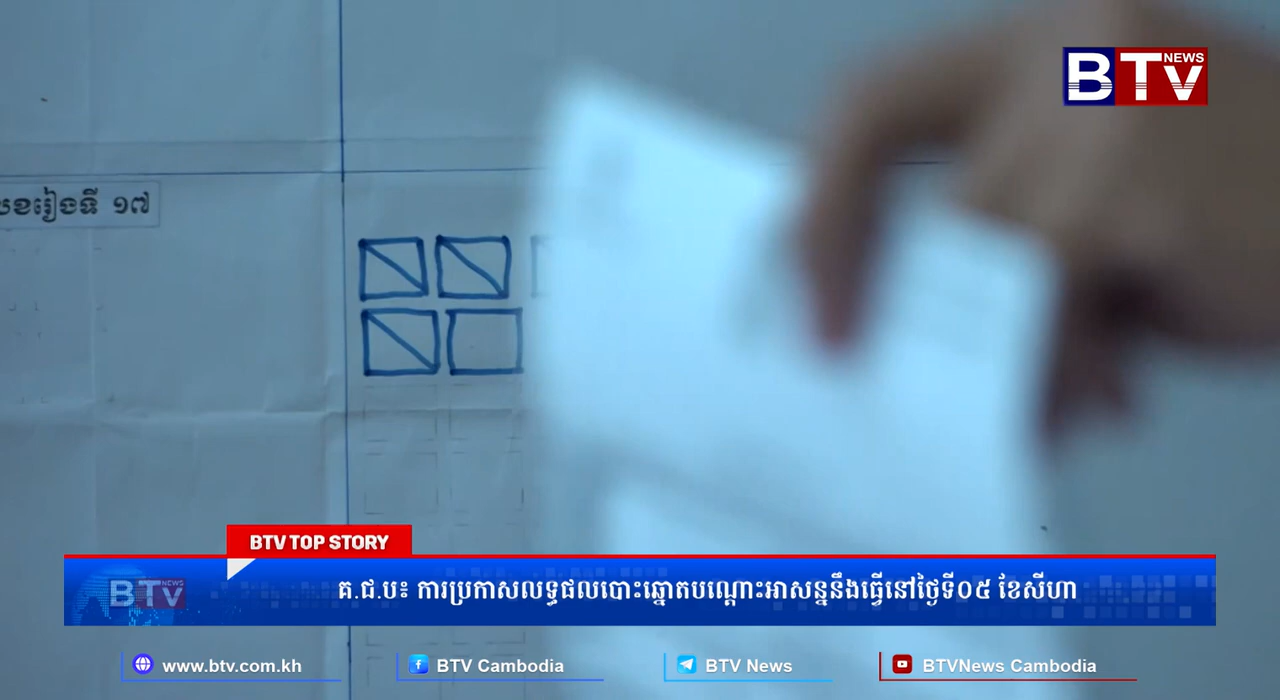 BTV NEWS
លេខរៀងទី ១៧
BTV TOP STORY
BTV NEWS
គ.ជ.ប៖ ការប្រកាសលទ្ធផលបោះឆ្នោតបណ្ដោះអាសន្ននឹងធ្វើនៅថ្ងៃទី០៥ ខែសីហា
www.btv.com.kh
BTV Cambodia
BTV News
BTVNews Cambodia